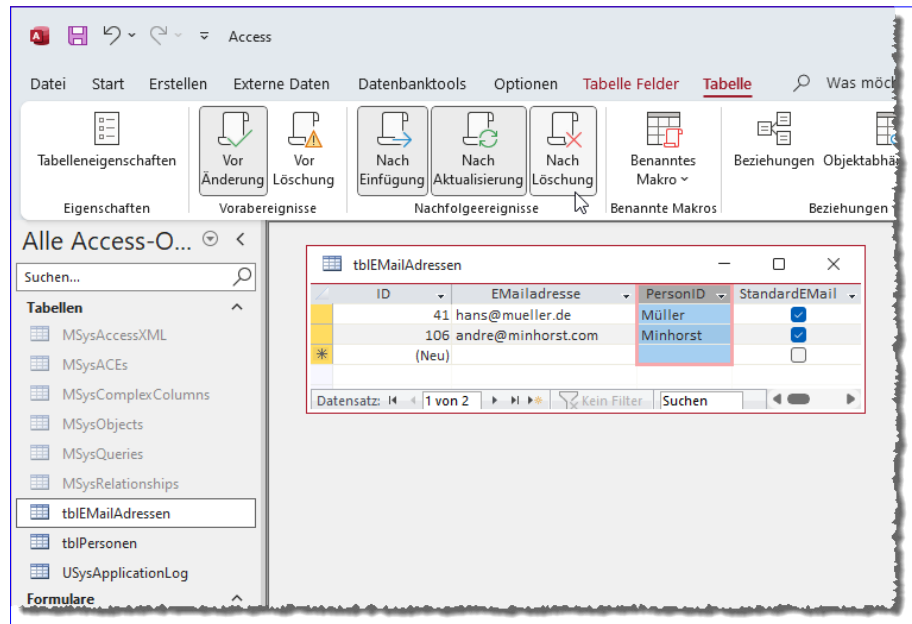 Access
Datei Start Erstellen Externe Daten Datenbanktools Optionen Tabelle Felder Tabelle Was möch
Tabelleneigenschaften
Vor Änderung
Vor Löschung
Nach Einfügung
Nach Aktualisierung
Nach Löschung
Benanntes Makro
Beziehungen
Objektabhä
Eigenschaften Vorabereignisse Nachfolgeereignisse Benannte Makros Beziehungen
Alle Access-O...
Suchen...
Tabellen
MSysAccessXML
MSysACEs
MSysComplexColumns
MSysObjects
MSysQueries
MSysRelationships
tblEMailAdressen
tblPersonen
USysApplicationLog
Formulare
tblEMailAdressen
ID EMailadresse PersonID StandardEMail
41 hans@mueller.de Müller
106 andre@minhorst.com Minhorst
(Neu)
Datensatz: 1 von 2 Kein Filter Suchen